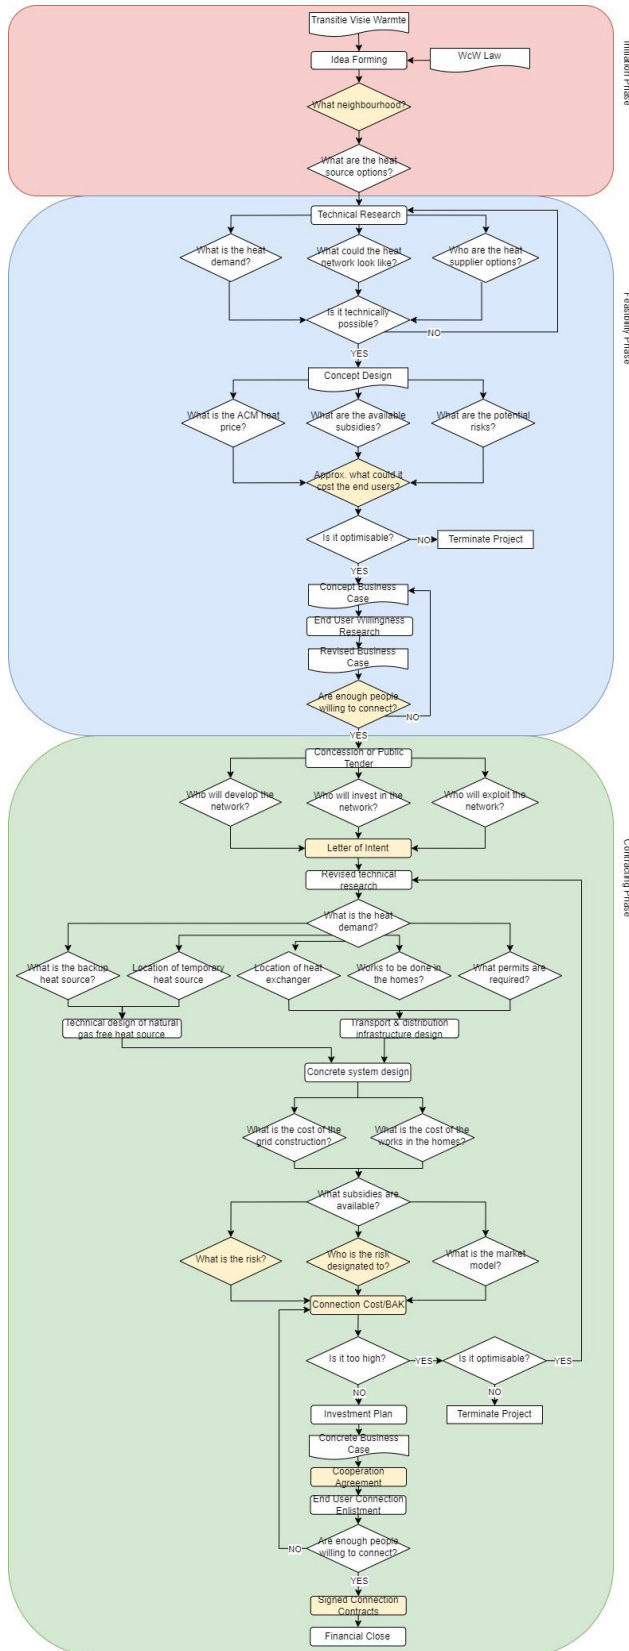 Transitie Visie Warmte
Idea Forming
WcW Law
Initiation Phase
What neighbourhood?
What are the heat
source options?
Technical Research
What is the heat
demand?
What could the heat
network look like?
Who are the heat
supplier options?
Feasibility Phase
Is it technically
possible?
NO
YES
Concept Design
What is the ACM heat
price?
What are the available
subsidies?
What are the potential
risks?
Approx. what could it
cost the end users?
Is it optimisable?
NO
Terminate Project
YES
Concept Business
Case
End User Willingness
Research
Revised Business
Case
Are enough people
willing to connect?
NO
YES
Concession or Public
Tender
Who will develop the
network?
Who will invest in the
network?
Who will exploit the
network?
Letter of Intent
Contracting Phase
Revised technical
research
What is the heat
demand?
What is the backup
heat source?
Location of temporary
heat source
Location of heat
exchanger
Works to be done in
the homes?
What permits are
required?
Technical design of natural
gas free heat source
Transport & distribution
infrastructure design
Concrete system design
What is the cost of the
grid construction?
What is the cost of the
works in the homes?
What subsidies are
available?
What is the risk?
Who is the risk
designated to?
What is the market
model?
Connection Cost/BAK
Is it too high?
YES
Is it optimisable?
YES
NO
NO
Investment Plan
Terminate Project
Concrete Business
Case
Cooperation
Agreement
End User Connection
Enlistment
Are enough people
willing to connect?
NO
YES
Signed Connection
Contracts
Financial Close